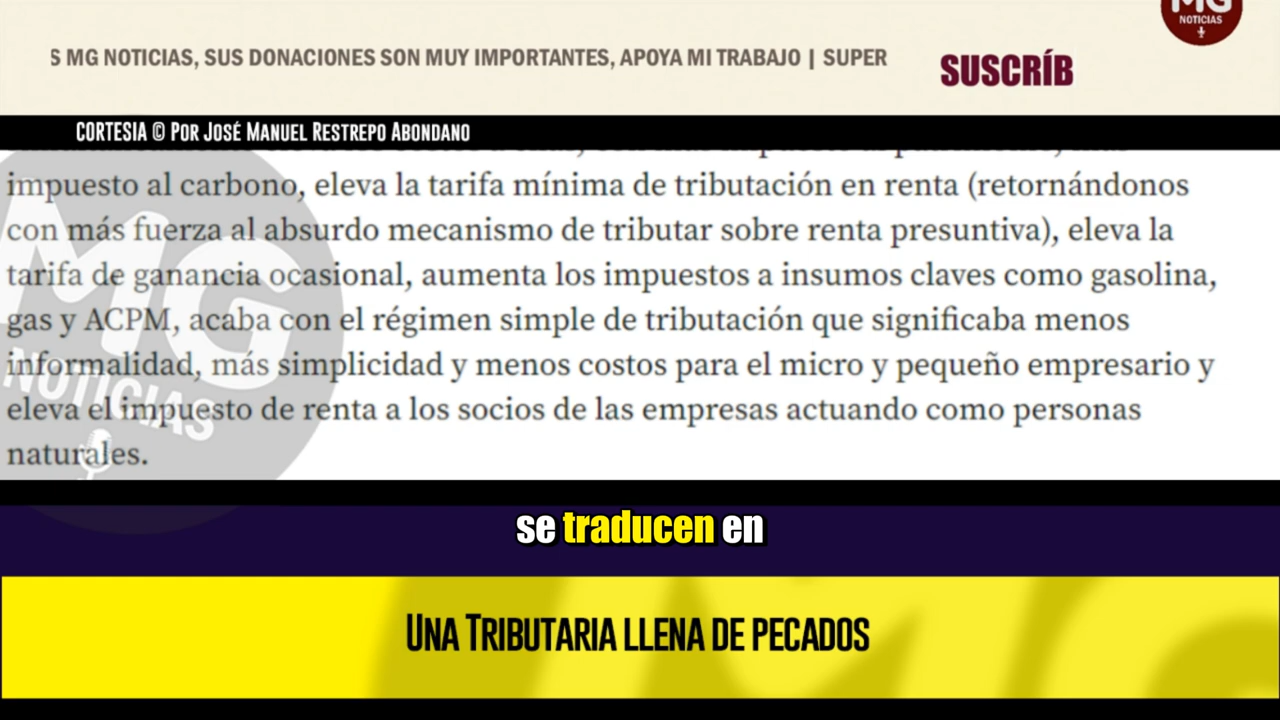 MG
NOTICIAS
S MG NOTICIAS, SUS DONACIONES SON MUY IMPORTANTES, APOYA MI TRABAJO | SUPER
SUSCRÍB
CORTESIA © POR JOSÉ MANUEL RESTREPO ABONDANO
impuesto al carbono, eleva la tarifa mínima de tributación en renta (retornándonos
con más fuerza al absurdo mecanismo de tributar sobre renta presuntiva), eleva la
tarifa de ganancia ocasional, aumenta los impuestos a insumos claves como gasolina,
gas y ACPM, acaba con el régimen simple de tributación que significaba menos
informalidad, más simplicidad y menos costos para el micro y pequeño empresario y
eleva el impuesto de renta a los socios de las empresas actuando como personas
naturales.
MG
NOTICIAS
se traducen en
UNA TRIBUTARIA LLENA DE PECADOS